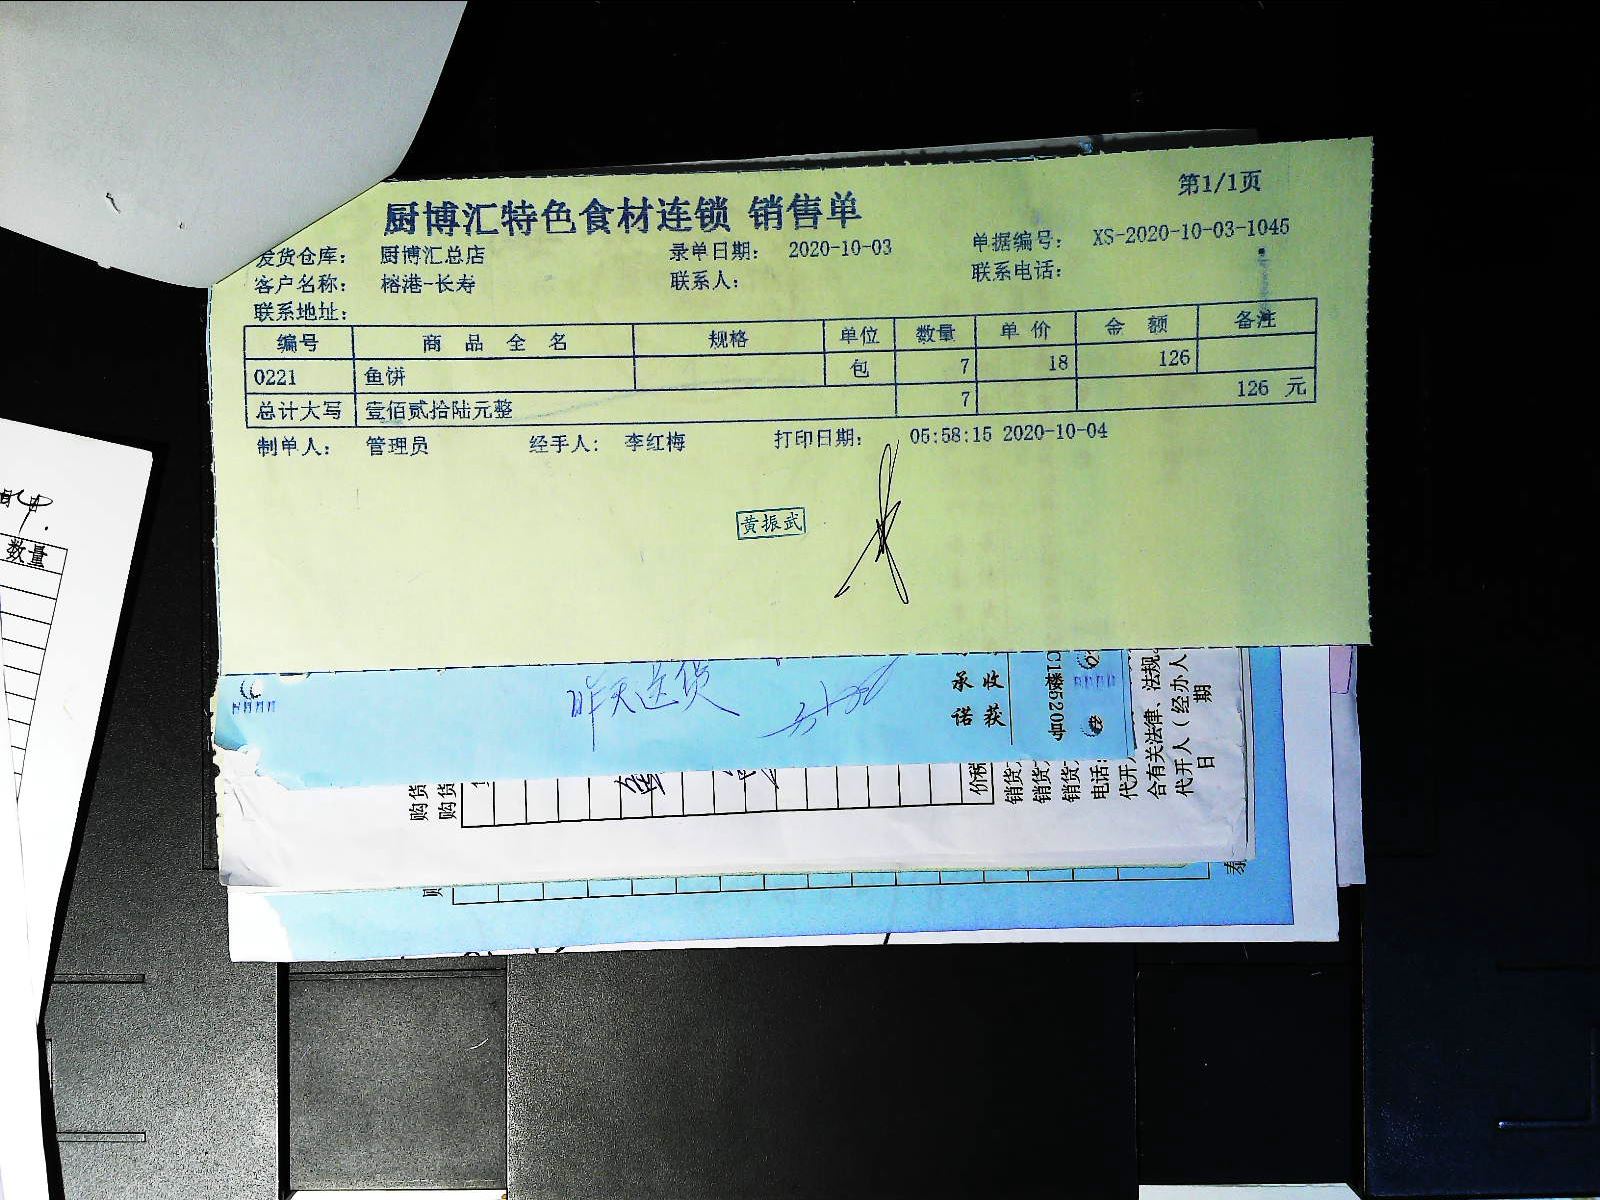 第1/1页
厨博汇特色食材连锁 销售单
发货仓库： 厨博汇总店 录单日期： 2020-10-03 单据编号： XS-2020-10-03-1045
客户名称： 榕港-长寿 联系人： 联系电话：
联系地址：
编号 商品全名 规格 单位 数量 单价 金额 备注
0221 鱼饼 包 7 18 126
总计大写 壹佰贰拾陆元整 7 126 元
制单人： 管理员 经手人： 李红梅 打印日期： 05:58:15 2020-10-04
黄振武
数量
昨天送货
承 收
诺 获
购货
购货
价税
销货
销货
销货
电话:
代开人
合有关法律、法规
代开人（经办人
日 期
泰